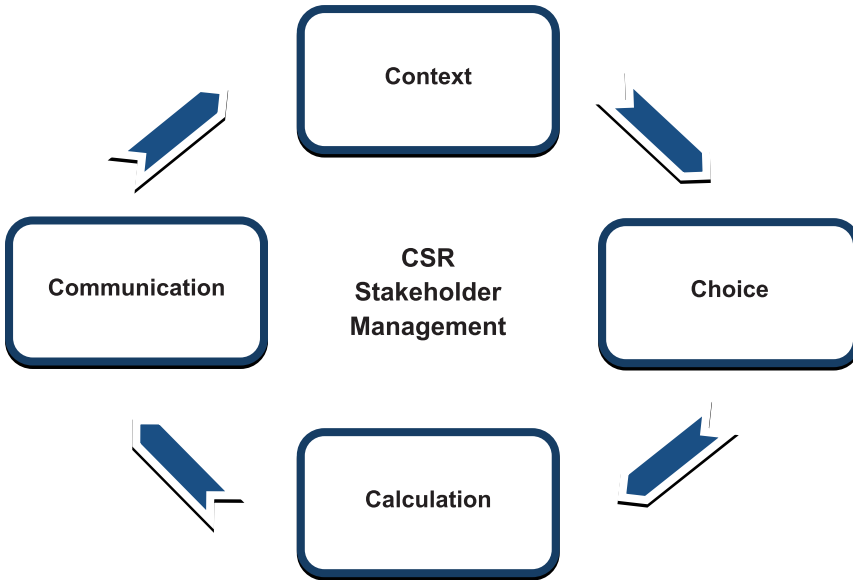 Context
CSR
Stakeholder
Management
Communication
Choice
Calculation